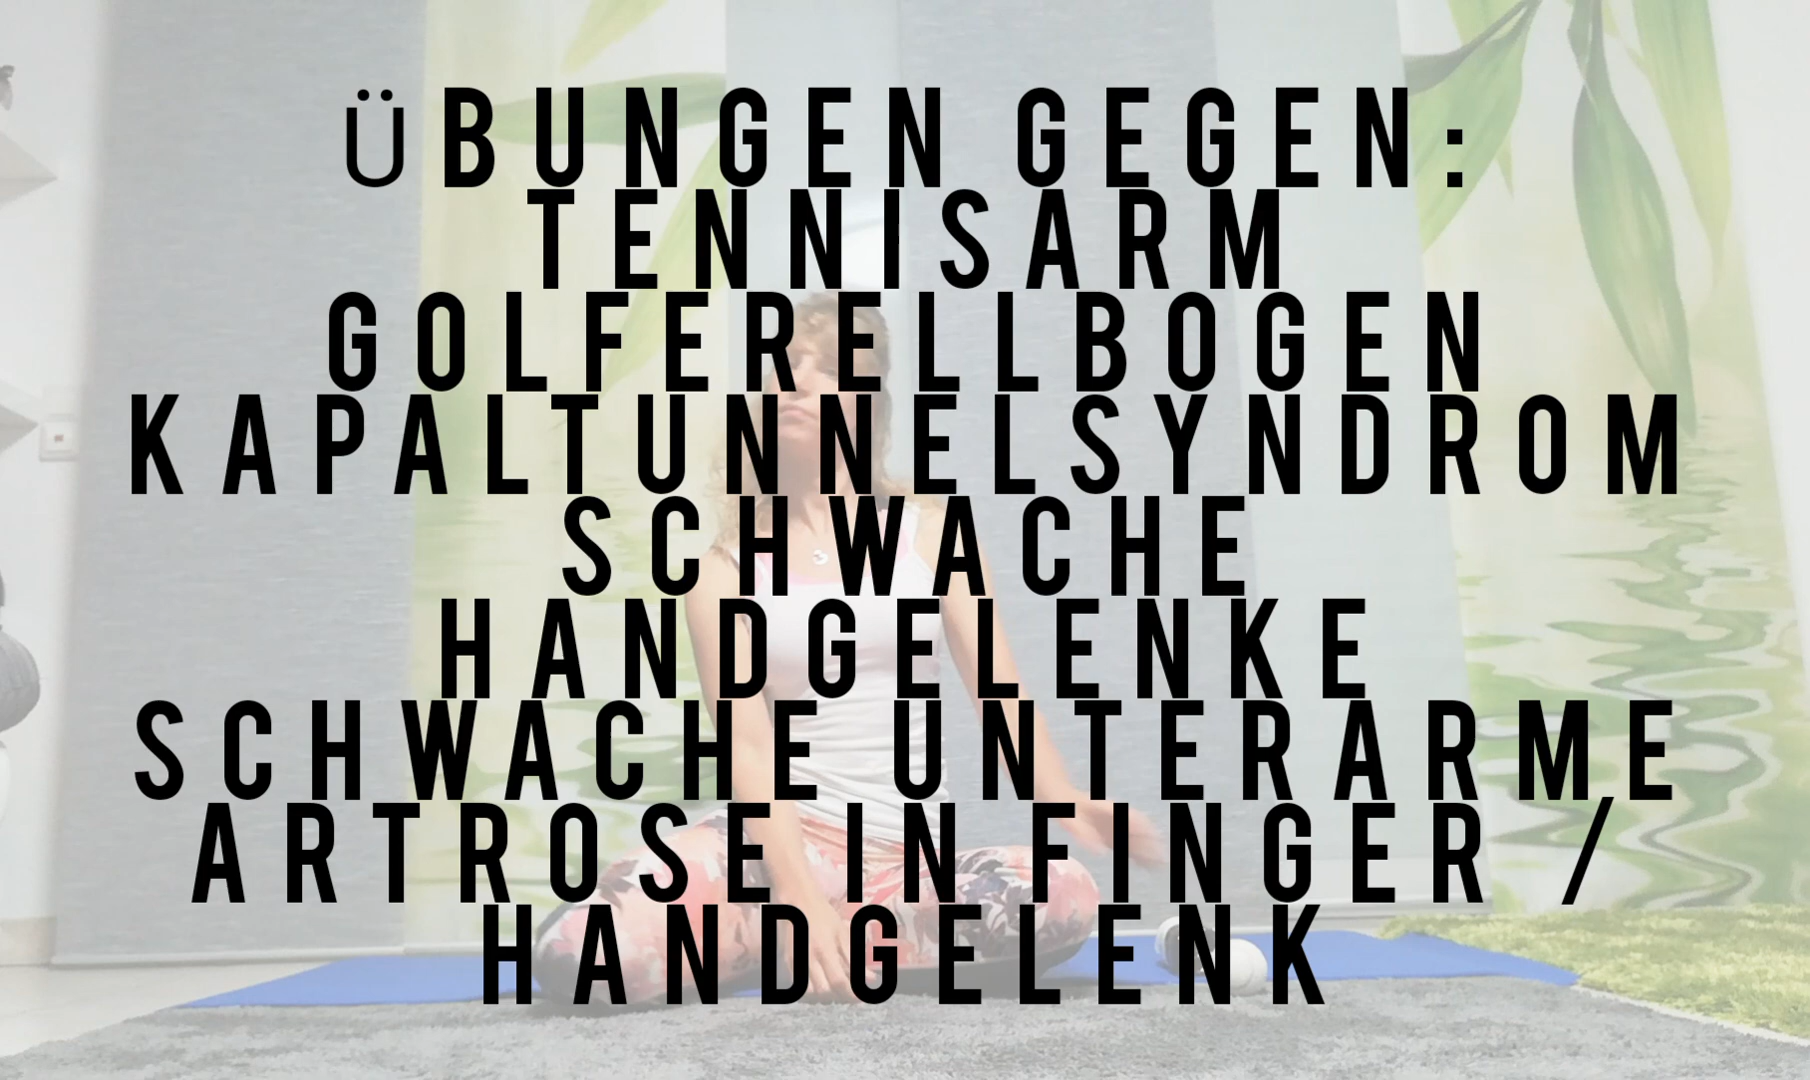 ÜBUNGEN GEGEN:
TENNISARM
GOLFERELLBOGEN
KAPALTUNNELSYNDROM
SCHWACHE
HANDGELENKE
SCHWACHE UNTERARME
ARTROSE IN FINGER /
HANDGELENK